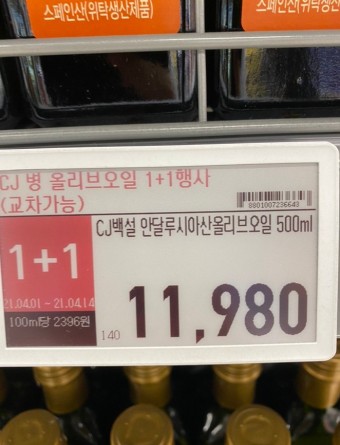 스페인산(위탁생산제품)
스페인산(위탁생산제품)
CJ 병 올리브오일 1+1행사
(교차가능)
8801007236643
CJ백설 안달루시아산올리브오일 500ml
1+1
21.04.01 ~ 21.04.14
100ml당 2396원
140
11,980